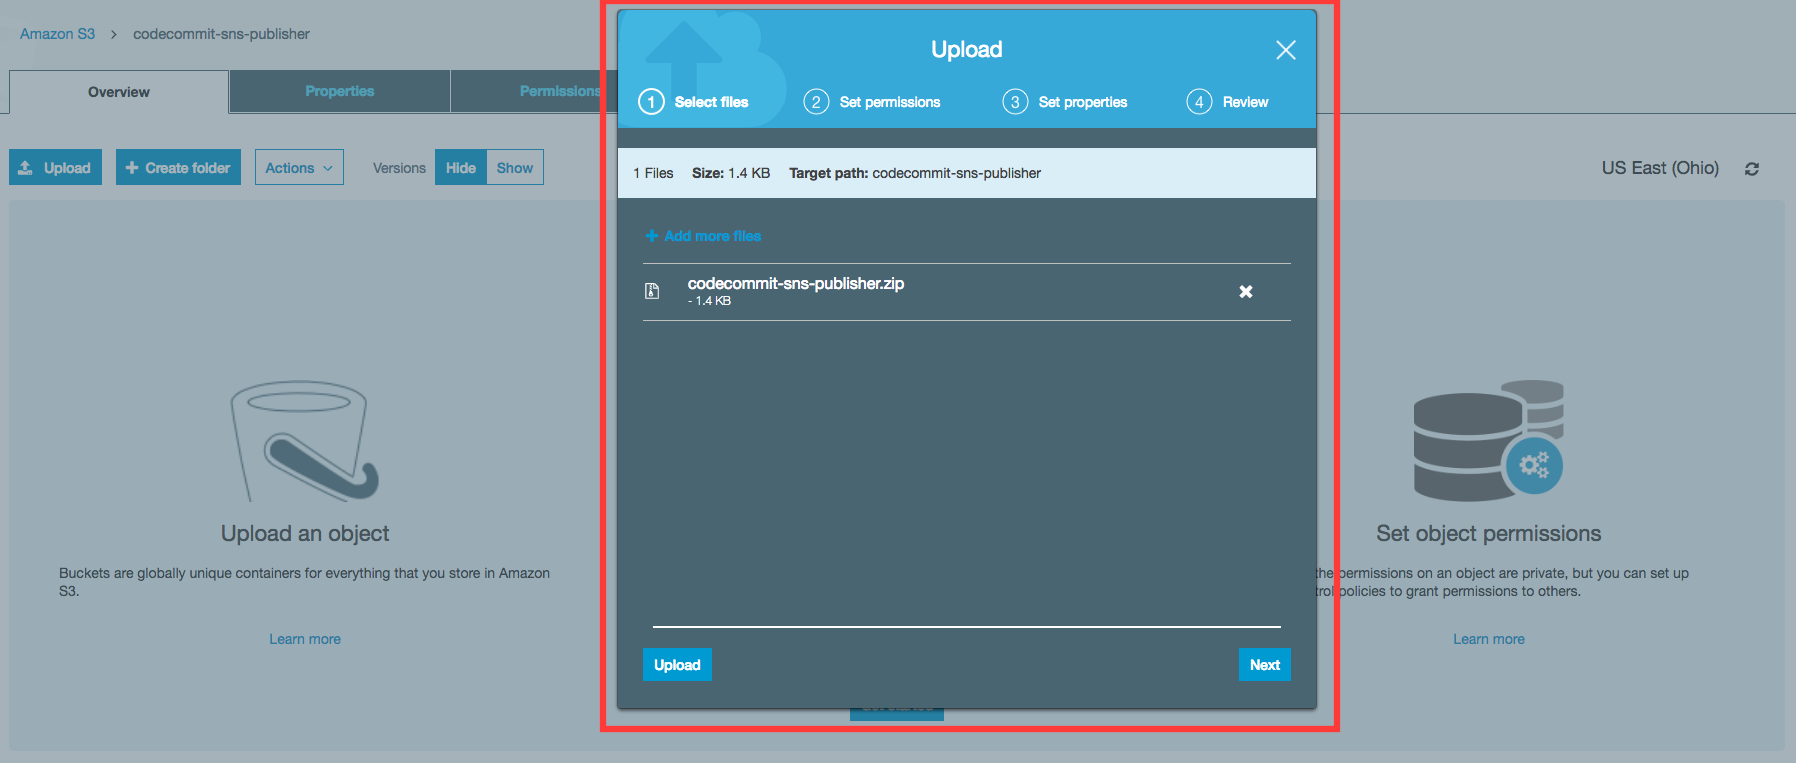 Amazon S3 > codecommit-sns-publisher
Overview
Properties
Permissions
Upload
Create folder
Actions
Versions
Hide
Show
US East (Ohio)
Upload an object
Buckets are globally unique containers for everything that you store in Amazon
S3.
Learn more
Upload
1 Select files
2 Set permissions
3 Set properties
4 Review
1 Files Size: 1.4 KB Target path: codecommit-sns-publisher
+ Add more files
codecommit-sns-publisher.zip
- 1.4 KB
Upload
Next
Set object permissions
the permissions on an object are private, but you can set up
trol policies to grant permissions to others.
Learn more